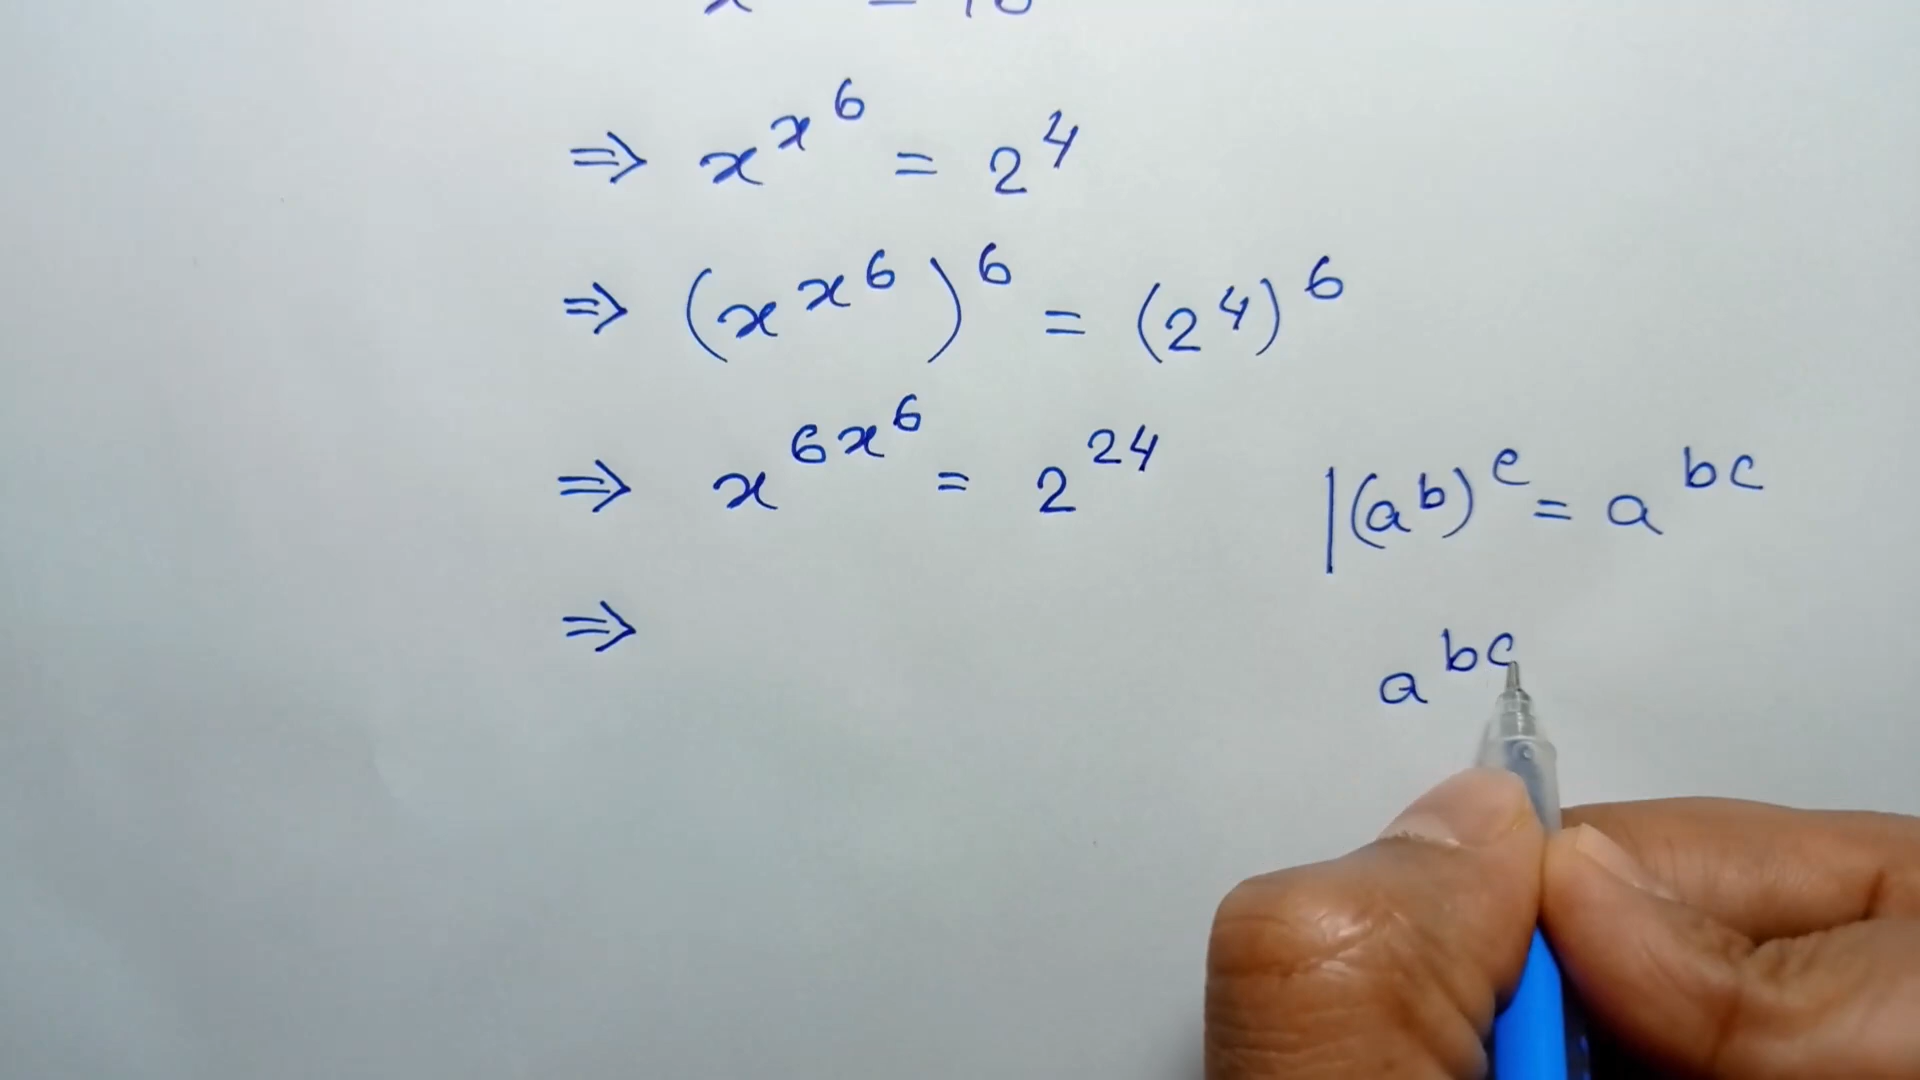 ⇒ x^x^6 = 2^4
⇒ (x^x^6)^6 = (2^4)^6
⇒ x^6x^6 = 2^24 |(a^b)^c = a^bc
⇒ a^bc